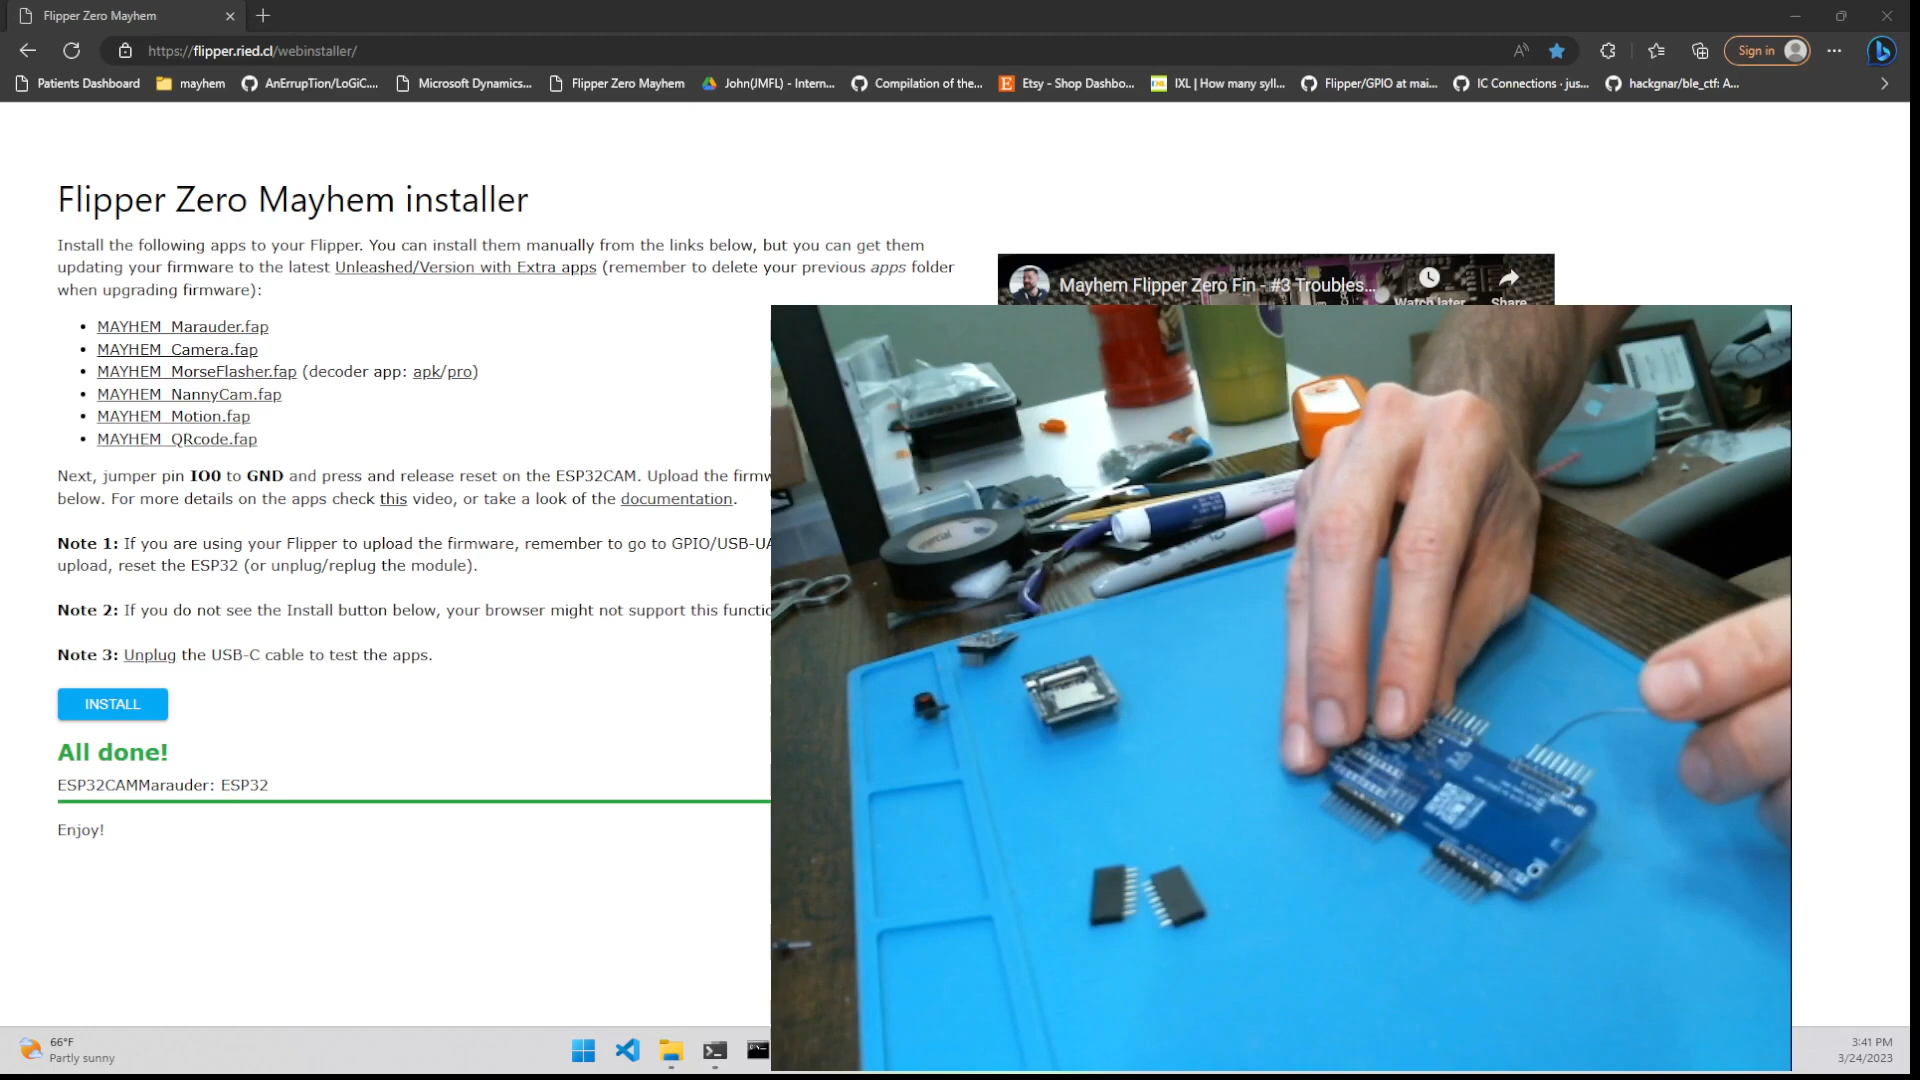 Flipper Zero Mayhem
https://flipper.ried.cl/webinstaller/
Sign in
Patients Dashboard
mayhem
AnErrupTion/LoGiC....
Microsoft Dynamics...
Flipper Zero Mayhem
John(JMFL) - Intern...
Compilation of the...
Etsy - Shop Dashbo...
IXL | How many syll...
Flipper/GPIO at mai...
IC Connections · jus...
hackgnar/ble_ctf: A...
Flipper Zero Mayhem installer
Install the following apps to your Flipper. You can install them manually from the links below, but you can get them
updating your firmware to the latest Unleashed/Version with Extra apps (remember to delete your previous apps folder
when upgrading firmware):
Mayhem Flipper Zero Fin - #3 Troubles...
Watch later
Share
• MAYHEM_Marauder.fap
• MAYHEM_Camera.fap
• MAYHEM_MorseFlasher.fap (decoder app: apk/pro)
• MAYHEM_NannyCam.fap
• MAYHEM_Motion.fap
• MAYHEM_QRcode.fap
Next, jumper pin IO0 to GND and press and release reset on the ESP32CAM. Upload the firmw
below. For more details on the apps check this video, or take a look of the documentation.
Note 1: If you are using your Flipper to upload the firmware, remember to go to GPIO/USB-UA
upload, reset the ESP32 (or unplug/replug the module).
Note 2: If you do not see the Install button below, your browser might not support this functio
Note 3: Unplug the USB-C cable to test the apps.
INSTALL
All done!
ESP32CAMMarauder: ESP32
Enjoy!
66°F
Partly sunny
3:41 PM
3/24/2023